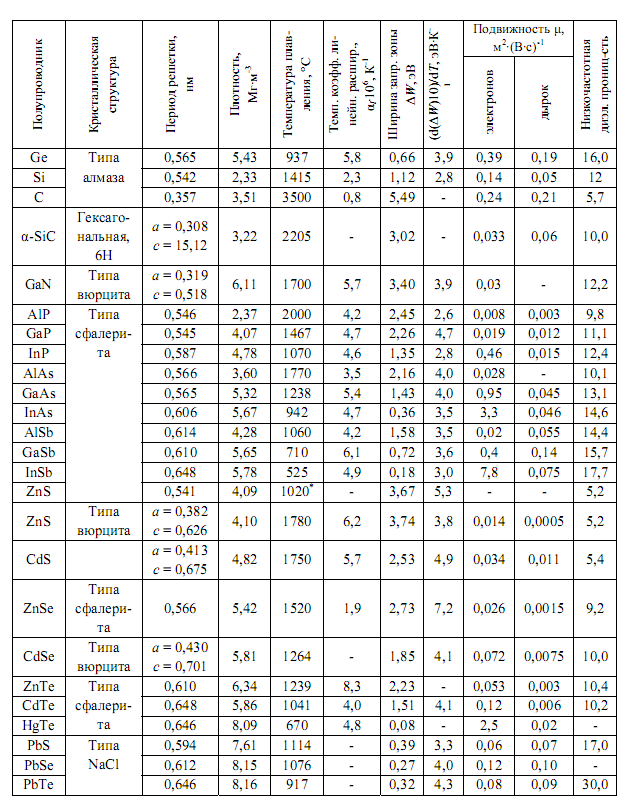 Полупроводник | Кристаллическая структура | Период решетки, нм | Плотность, Мг·м⁻³ | Температура плавления, °C | Темп. коэфф. линейн. расшир., αℓ10⁶, К⁻¹ | Ширина запр. зоны ΔW, эВ | (d(ΔW)10)/dT, эВ·К⁻¹ | Подвижность μ, м²·(В·с)⁻¹ | электронов | дырок | Низкочастотная диэл. прониц-сть
Ge | Типа алмаза | 0,565 | 5,43 | 937 | 5,8 | 0,66 | 3,9 | 0,39 | 0,19 | 16,0
Si | 0,542 | 2,33 | 1415 | 2,3 | 1,12 | 2,8 | 0,14 | 0,05 | 12
C | 0,357 | 3,51 | 3500 | 0,8 | 5,49 | - | 0,24 | 0,21 | 5,7
α-SiC | Гексаго-нальная, 6H | a = 0,308 c = 15,12 | 3,22 | 2205 | - | 3,02 | - | 0,033 | 0,06 | 10,0
GaN | Типа вюрцита | a = 0,319 c = 0,518 | 6,11 | 1700 | 5,7 | 3,40 | 3,9 | 0,03 | - | 12,2
AlP | Типа сфалери-та | 0,546 | 2,37 | 2000 | 4,2 | 2,45 | 2,6 | 0,008 | 0,003 | 9,8
GaP | 0,545 | 4,07 | 1467 | 4,7 | 2,26 | 4,7 | 0,019 | 0,012 | 11,1
InP | 0,587 | 4,78 | 1070 | 4,6 | 1,35 | 2,8 | 0,46 | 0,015 | 12,4
AlAs | 0,566 | 3,60 | 1770 | 3,5 | 2,16 | 4,0 | 0,028 | - | 10,1
GaAs | 0,565 | 5,32 | 1238 | 5,4 | 1,43 | 4,0 | 0,95 | 0,045 | 13,1
InAs | 0,606 | 5,67 | 942 | 4,7 | 0,36 | 3,5 | 3,3 | 0,046 | 14,6
AlSb | 0,614 | 4,28 | 1060 | 4,2 | 1,58 | 3,5 | 0,02 | 0,055 | 14,4
GaSb | 0,610 | 5,65 | 710 | 6,1 | 0,72 | 3,6 | 0,4 | 0,14 | 15,7
InSb | 0,648 | 5,78 | 525 | 4,9 | 0,18 | 3,0 | 7,8 | 0,075 | 17,7
ZnS | 0,541 | 4,09 | 1020* | - | 3,67 | 5,3 | - | - | 5,2
ZnS | Типа вюрцита | a = 0,382 c = 0,626 | 4,10 | 1780 | 6,2 | 3,74 | 3,8 | 0,014 | 0,0005 | 5,2
CdS | a = 0,413 c = 0,675 | 4,82 | 1750 | 5,7 | 2,53 | 4,9 | 0,034 | 0,011 | 5,4
ZnSe | Типа сфалери-та | 0,566 | 5,42 | 1520 | 1,9 | 2,73 | 7,2 | 0,026 | 0,0015 | 9,2
CdSe | Типа вюрцита | a = 0,430 c = 0,701 | 5,81 | 1264 | - | 1,85 | 4,1 | 0,072 | 0,0075 | 10,0
ZnTe | Типа сфалери-та | 0,610 | 6,34 | 1239 | 8,3 | 2,23 | - | 0,053 | 0,003 | 10,4
CdTe | 0,648 | 5,86 | 1041 | 4,0 | 1,51 | 4,1 | 0,12 | 0,006 | 10,2
HgTe | 0,646 | 8,09 | 670 | 4,8 | 0,08 | - | 2,5 | 0,02 | -
PbS | Типа NaCl | 0,594 | 7,61 | 1114 | - | 0,39 | 3,3 | 0,06 | 0,07 | 17,0
PbSe | 0,612 | 8,15 | 1076 | - | 0,27 | 4,0 | 0,12 | 0,10 | -
PbTe | 0,646 | 8,16 | 917 | - | 0,32 | 4,3 | 0,08 | 0,09 | 30,0